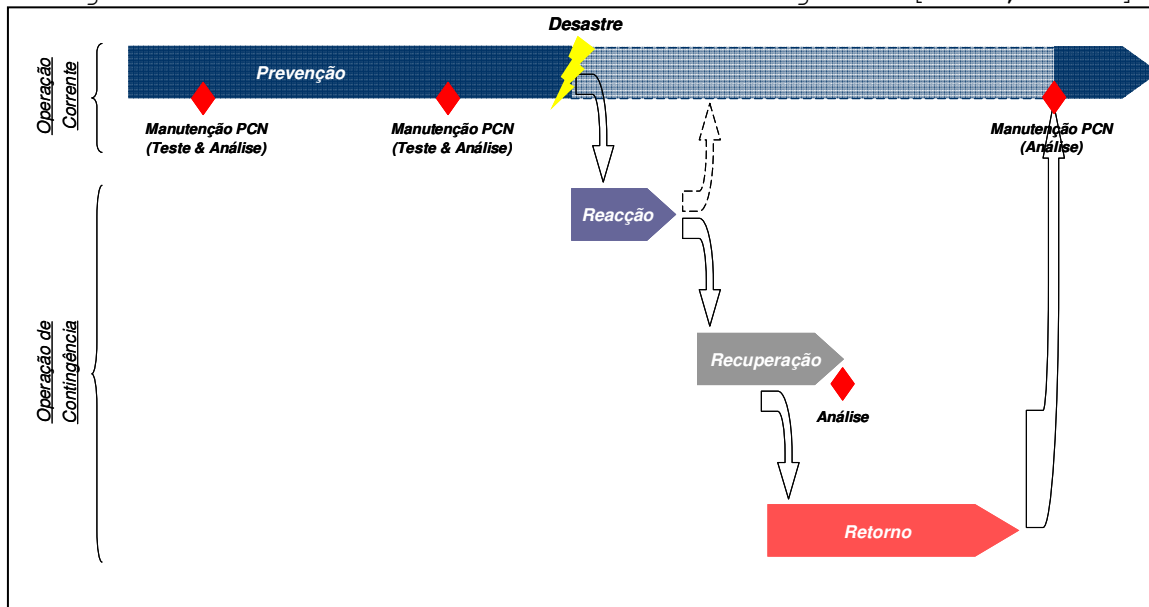 Desastre
Prevenção
Operação
Corrente
Manutenção PCN
(Teste & Análise)
Manutenção PCN
(Teste & Análise)
Manutenção PCN
(Análise)
Reacção
Operação de
Contingência
Recuperação
Análise
Retorno